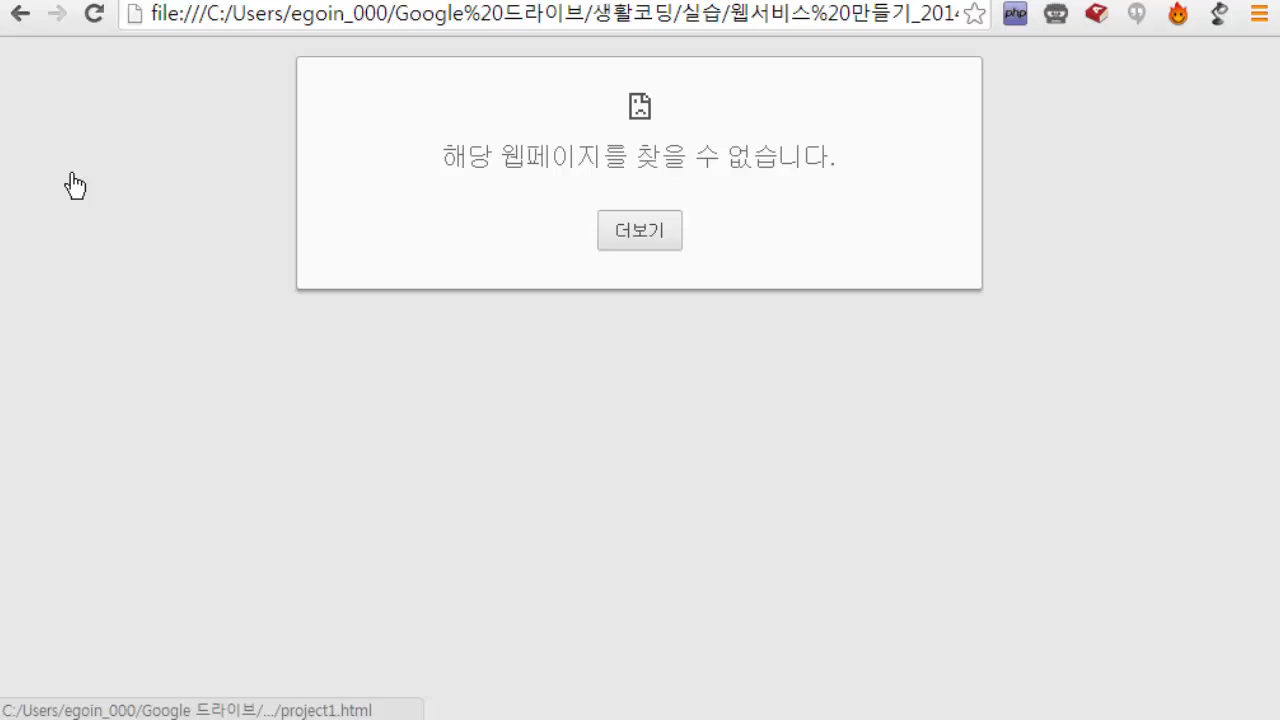 file:///C:/Users/egoin_000/Google%20드라이브/생활코딩/실습/웹서비스%20만들기_2014
php
해당 웹페이지를 찾을 수 없습니다.
더보기
C:/Users/egoin_000/Google 드라이브/.../project1.html